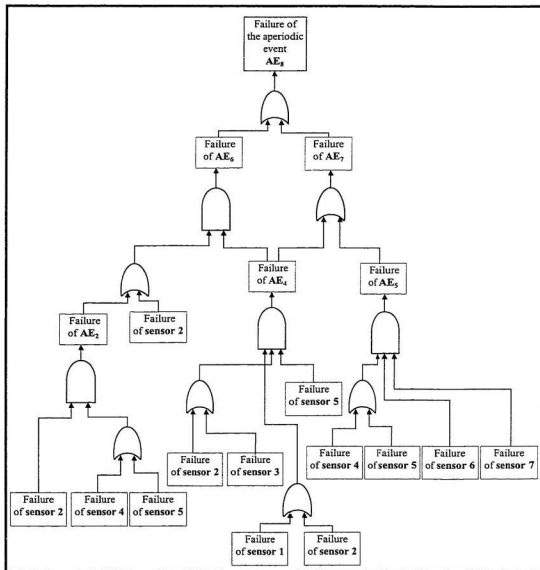 Failure of
the aperiodic
event
AE₈
Failure
of AE₆
Failure
of AE₇
Failure
of AE₄
Failure
of AE₅
Failure
of AE₂
Failure
of sensor 2
Failure
of sensor 5
Failure
of sensor 2
Failure
of sensor 3
Failure
of sensor 4
Failure
of sensor 5
Failure
of sensor 6
Failure
of sensor 7
Failure
of sensor 2
Failure
of sensor 4
Failure
of sensor 5
Failure
of sensor 1
Failure
of sensor 2